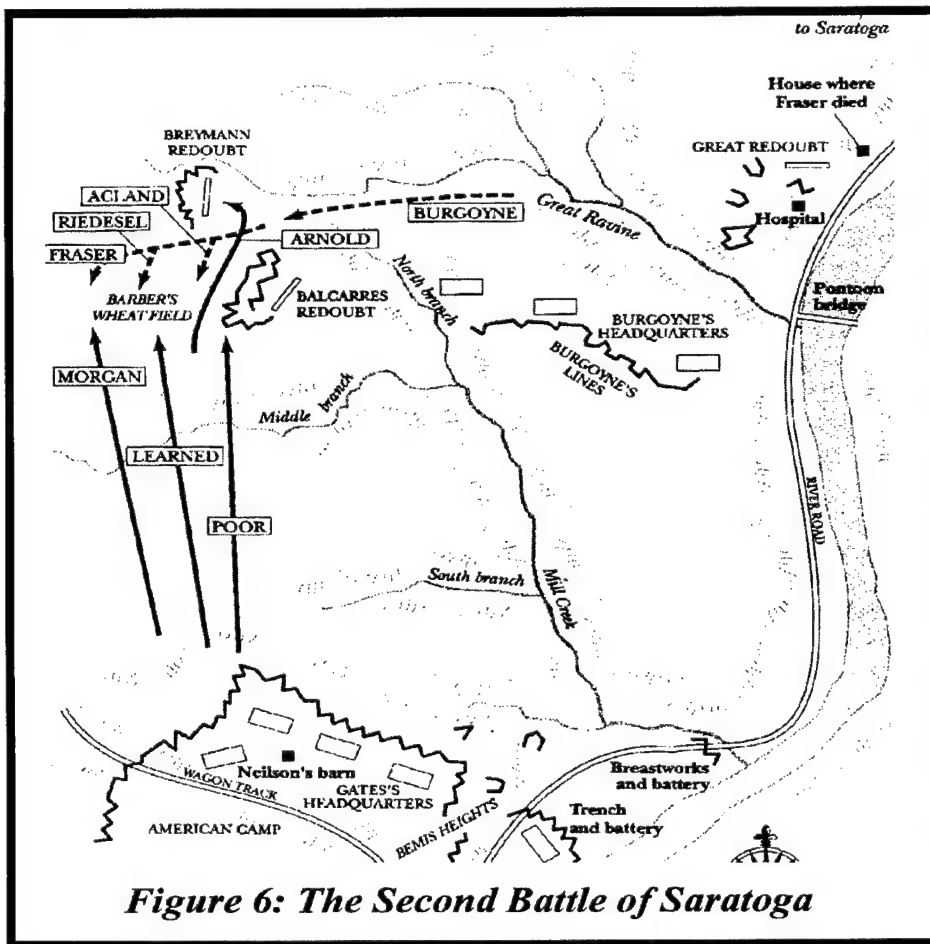 to Saratoga
House where
Fraser died
BREYMANN
REDOUBT
GREAT REDOUBT
ACLAND
RIEDESEL
BURGOYNE
Great Ravine
Hospital
FRASER
ARNOLD
North branch
BARBER'S
WHEAT FIELD
BALCARRES
REDOUBT
Pontoon
bridge
BURGOYNE'S
HEADQUARTERS
BURGOYNE'S
LINES
MORGAN
Middle branch
LEARNED
RIVER ROAD
POOR
South branch
Mill Creek
Neilson's barn
WAGON TRACK
GATES'S
HEADQUARTERS
Breastworks
and battery
AMERICAN CAMP
BEMIS HEIGHTS
Trench
and battery
Figure 6: The Second Battle of Saratoga